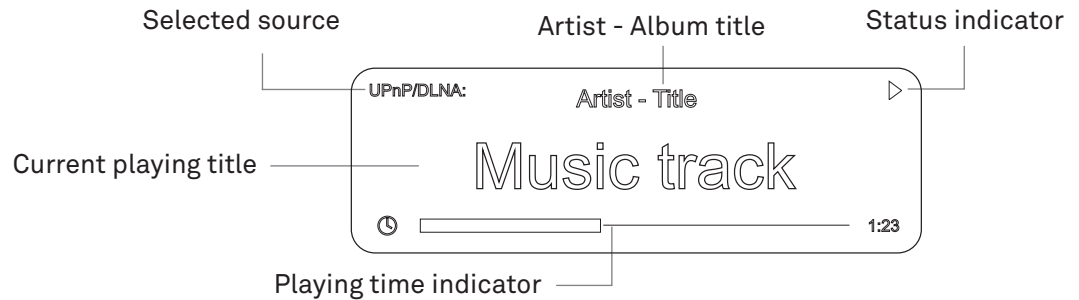 Selected source
Artist - Album title
Status indicator
UPnP/DLNA:
Artist - Title
Current playing title
Music track
1:23
Playing time indicator